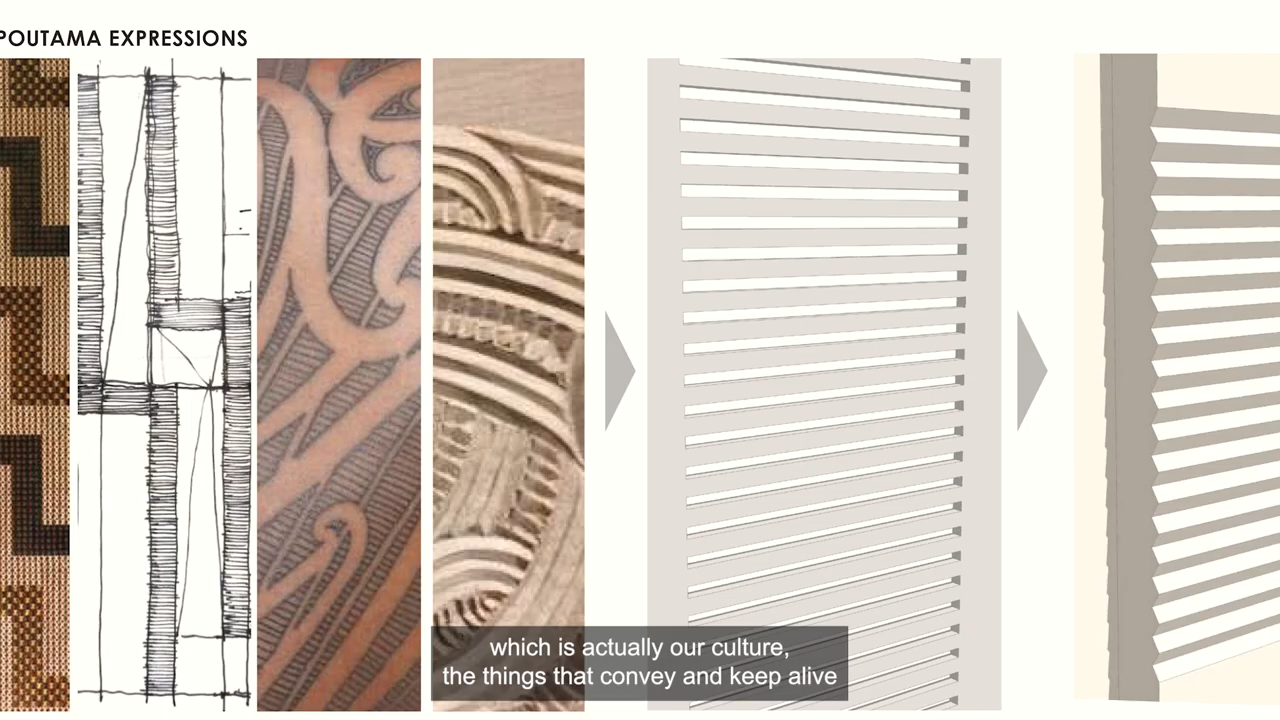 POUTAMA EXPRESSIONS
which is actually our culture,
the things that convey and keep alive